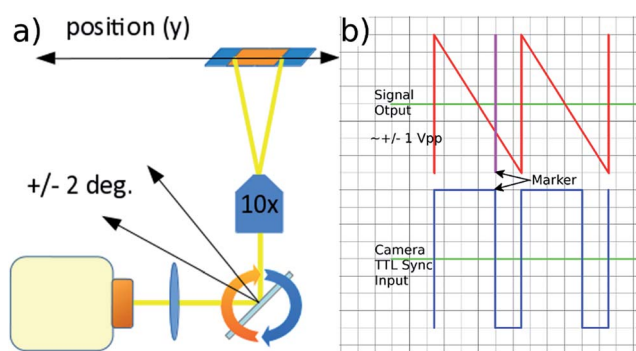 a)
position (y)
+/- 2 deg.
10x
b)
Signal
Otput
~+/- 1 Vpp
Marker
Camera
TTL Sync
Input